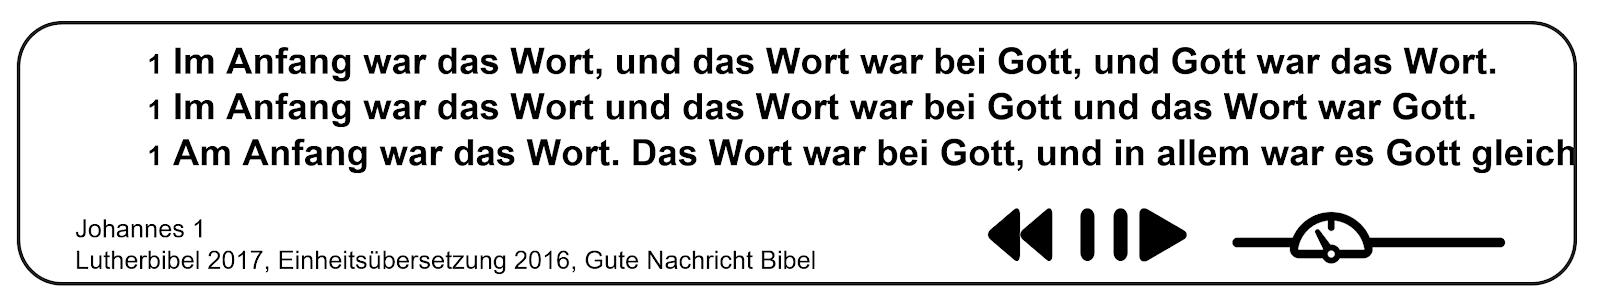 1 Im Anfang war das Wort, und das Wort war bei Gott, und Gott war das Wort.
1 Im Anfang war das Wort und das Wort war bei Gott und das Wort war Gott.
1 Am Anfang war das Wort. Das Wort war bei Gott, und in allem war es Gott gleich
Johannes 1
Lutherbibel 2017, Einheitsübersetzung 2016, Gute Nachricht Bibel